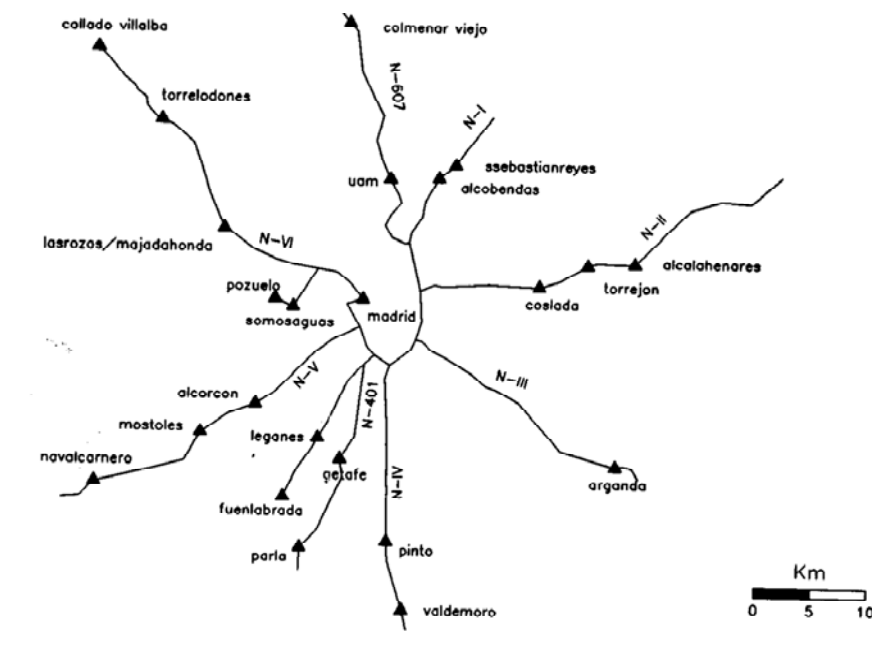 collado villalba
colmenar viejo
N-607
torrelodones
N-I
ssebastianreyes
uam
alcobendas
N-II
lasrozas/majadahonda
N-VI
alcalahenares
pozuelo
torrejon
coslada
somosaguas
madrid
N-V
N-III
alcorcon
N-401
mostoles
leganes
navalcarnero
getafe
N-IV
arganda
fuenlabrada
parla
pinto
Km
valdemoro
0 5 10